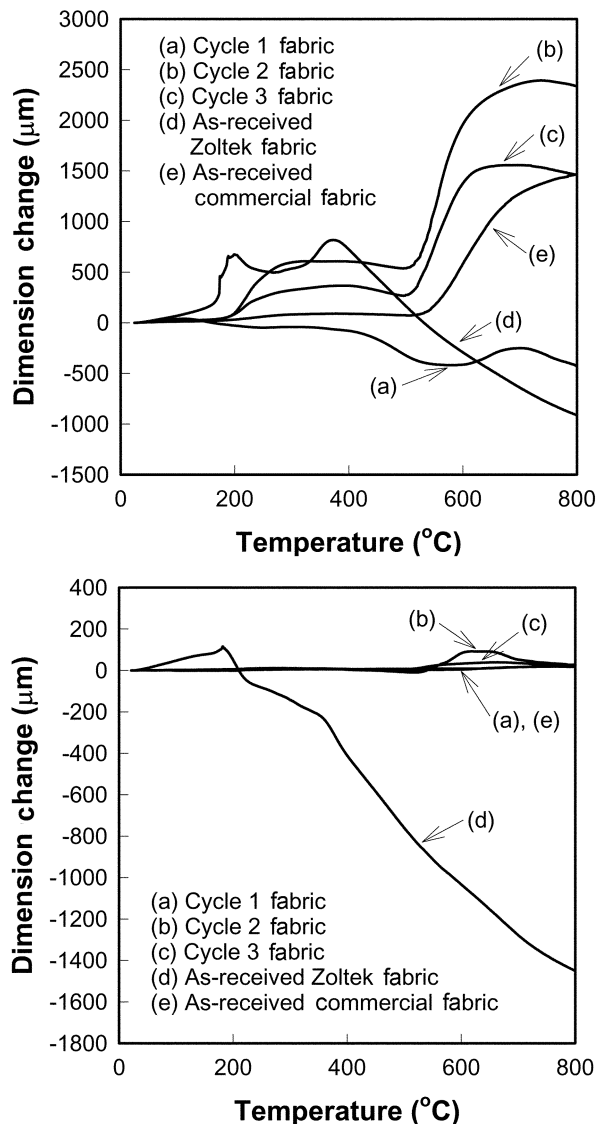 3000
2500
2000
1500
1000
500
0
-500
-1000
-1500
Dimension change (μm)
(a) Cycle 1 fabric
(b) Cycle 2 fabric
(c) Cycle 3 fabric
(d) As-received
Zoltek fabric
(e) As-received
commercial fabric
(b)
(c)
(e)
(d)
(a)
0 200 400 600 800
Temperature (°C)
400
200
0
-200
-400
-600
-800
-1000
-1200
-1400
-1600
-1800
Dimension change (μm)
(b)
(c)
(a), (e)
(d)
(a) Cycle 1 fabric
(b) Cycle 2 fabric
(c) Cycle 3 fabric
(d) As-received Zoltek fabric
(e) As-received commercial fabric
0 200 400 600 800
Temperature (°C)